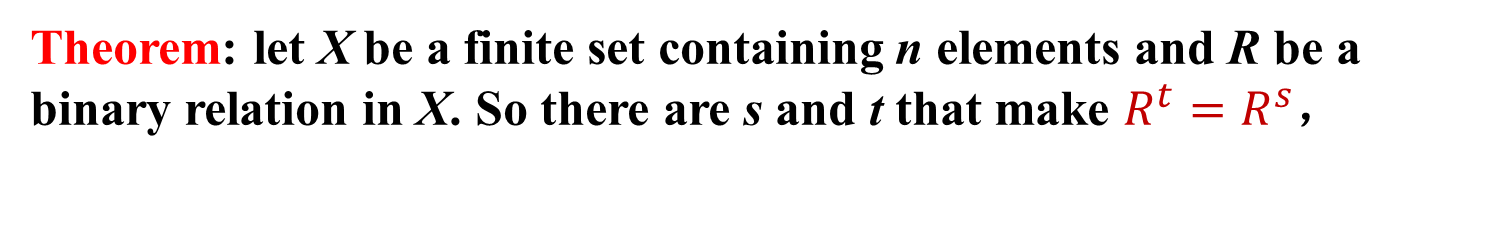 Theorem: let X be a finite set containing n elements and R be a
binary relation in X. So there are s and t that make R^t = R^s,